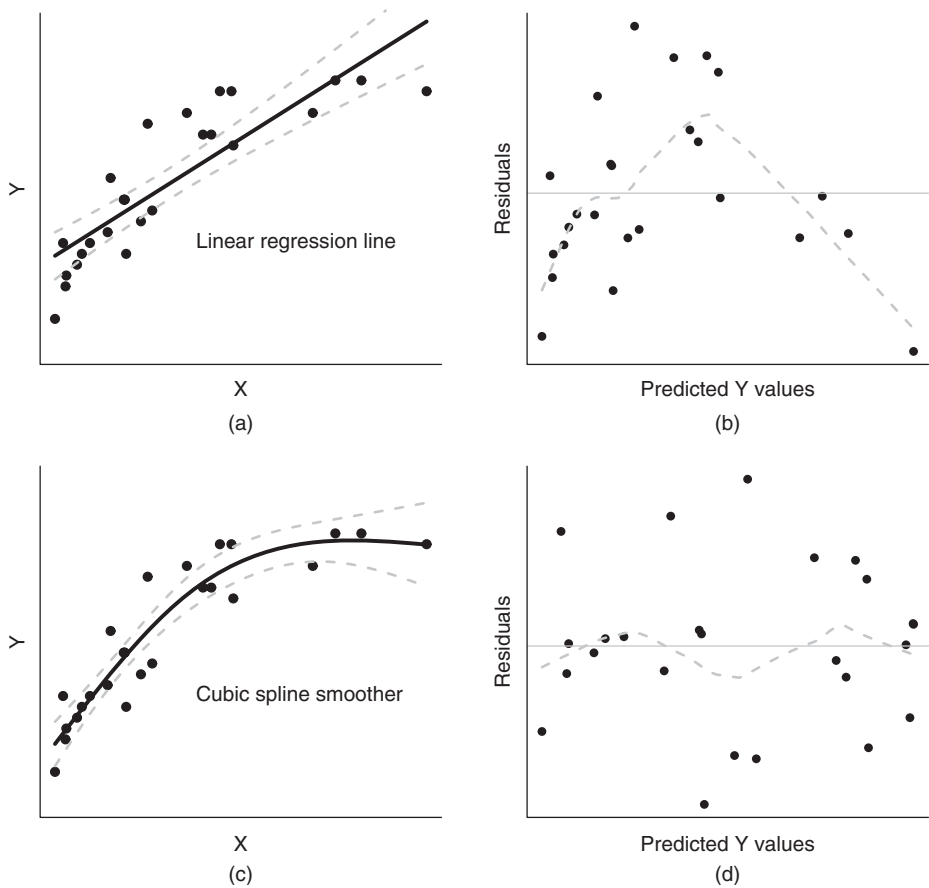 Y
Linear regression line
X
(a)
Residuals
Predicted Y values
(b)
Y
Cubic spline smoother
X
(c)
Residuals
Predicted Y values
(d)